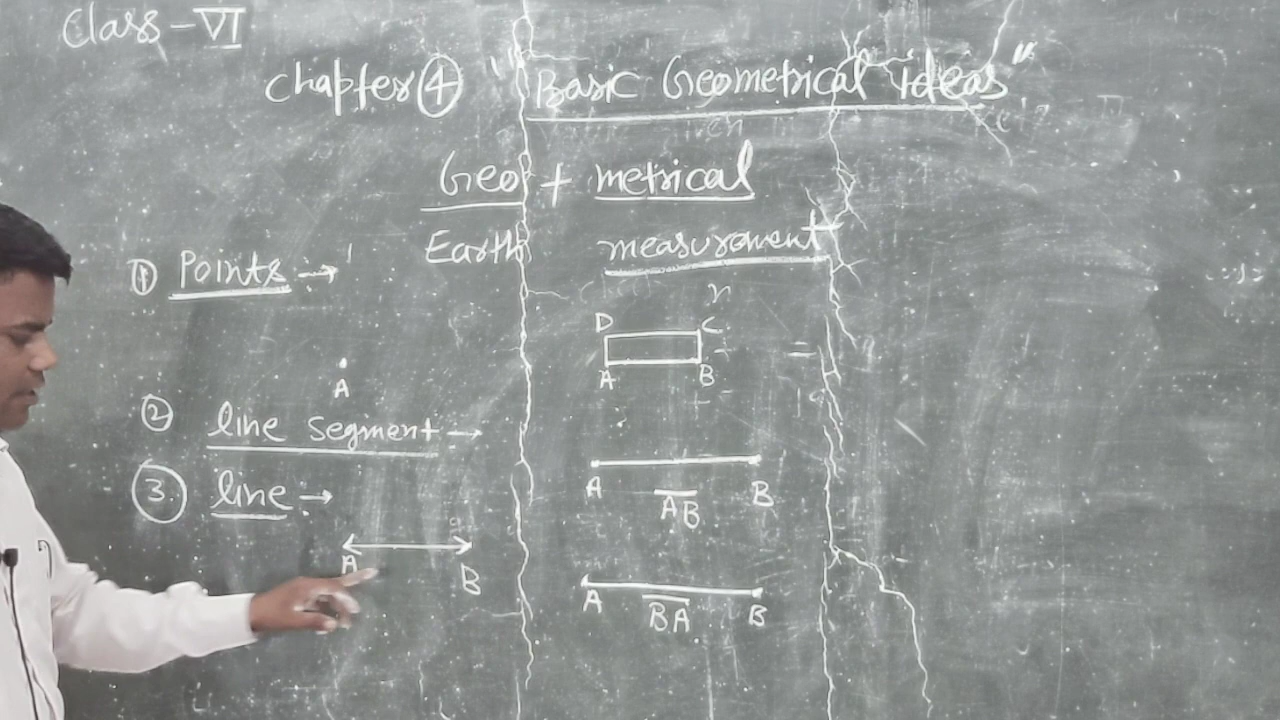 Class - VI
Chapter 4 "Basic Geometrical ideas"
Geo + metrical
Earth measurement
① Points →
D C
A B
A
② line segment →
A B
AB
③ line →
A B
A B
BA